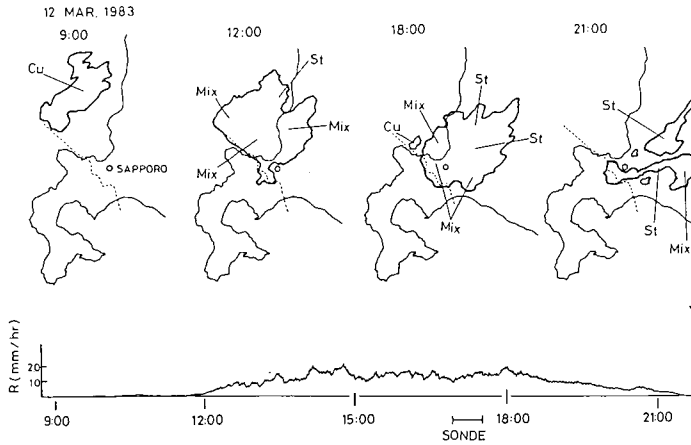 12 MAR, 1983
9:00
12:00
18:00
21:00
Cu
SAPPORO
St
Mix
Mix
Mix
St
Mix
Cu
St
Mix
St
St
Mix
R (mm/hr)
20
10
9:00
12:00
15:00
18:00
21:00
SONDE